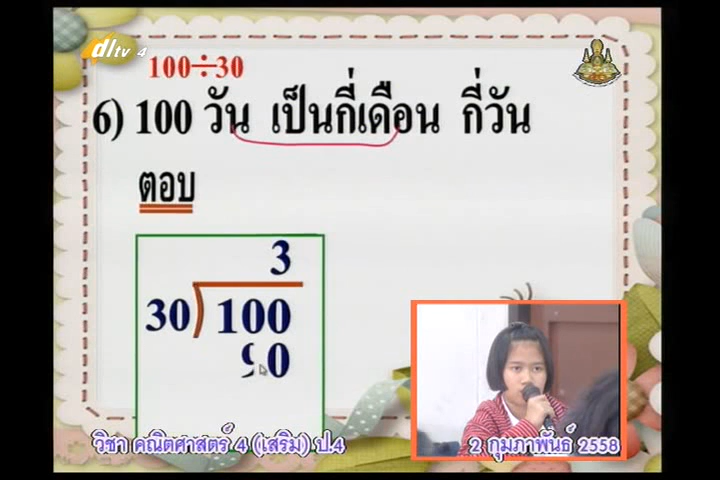 dltv 4
100÷30
6) 100 วัน เป็นกี่เดือน กี่วัน
ตอบ
3
30 100
90
วิชา คณิตศาสตร์ 4 (เสริม) ป.4
2 กุมภาพันธ์ 2558